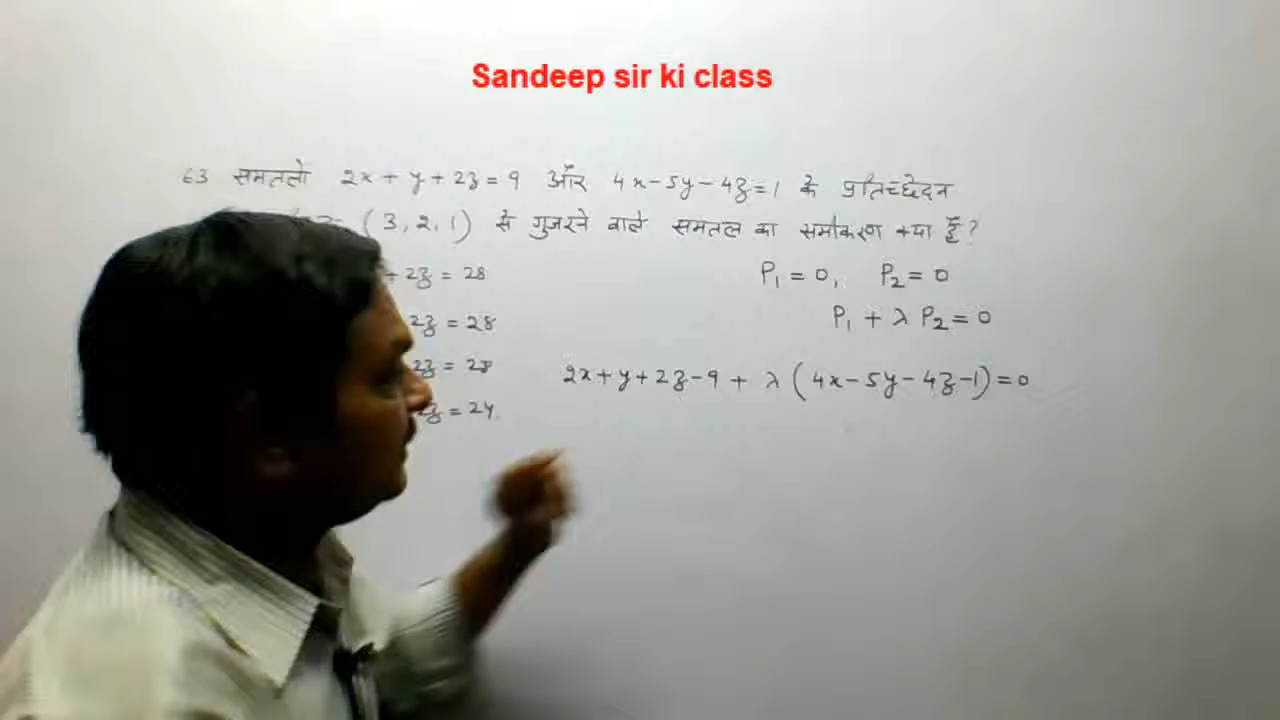 Sandeep sir ki class
63 समतलो 2x + y + 2z = 9 और 4x - 5y - 4z = 1 के प्रतिच्छेदन
(3, 2, 1) से गुजरने वाले समतल का समीकरण क्या है?
+ 2z = 28
P₁ = 0, P₂ = 0
2z = 28
P₁ + λ P₂ = 0
2z = 28
2x + y + 2z - 9 + λ (4x - 5y - 4z - 1) = 0
2z = 24